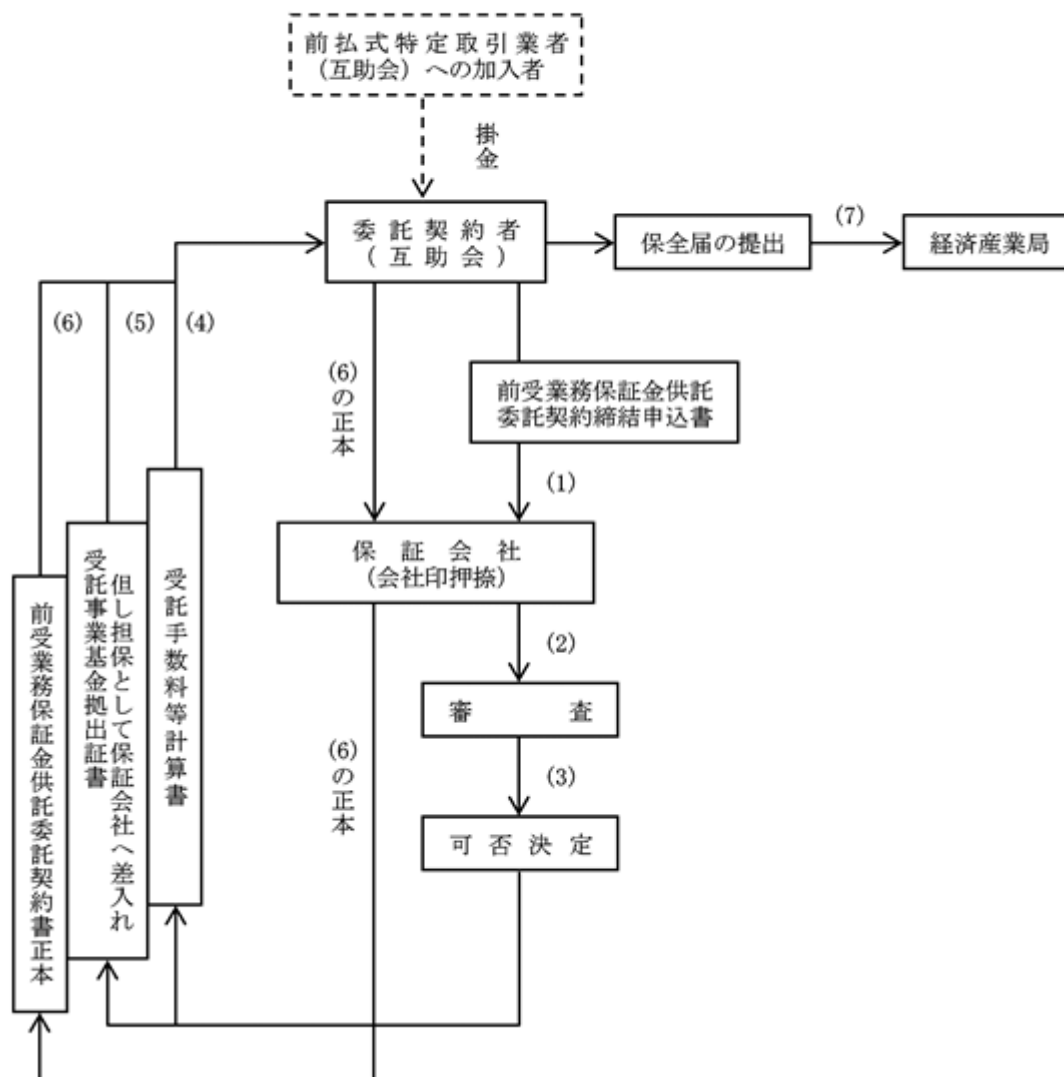 前払式特定取引業者
(互助会)への加入者
掛金
委託契約者
(互助会)
保全届の提出
(7)
経済産業局
(6)
(5)
(4)
(6)の正本
前受業務保証金供託
委託契約締結申込書
(1)
保証会社
(会社印押捺)
(2)
審査
(3)
可否決定
(6)の正本
受託手数料等計算書
受託事業基金拠出証書
但し担保として保証会社へ差入れ
前受業務保証金供託委託契約書正本